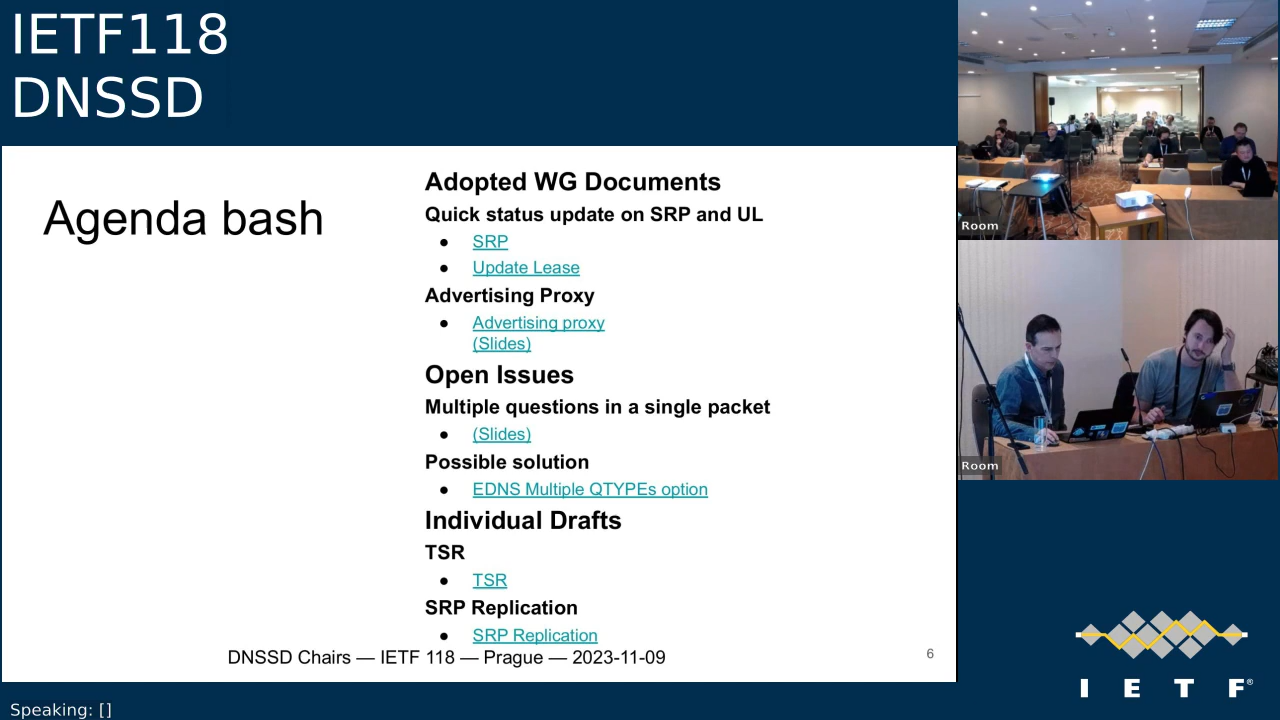 IETF118
DNSSD
Agenda bash
Adopted WG Documents
Quick status update on SRP and UL
● SRP
● Update Lease
Advertising Proxy
● Advertising proxy
(Slides)
Open Issues
Multiple questions in a single packet
● (Slides)
Possible solution
● EDNS Multiple QTYPEs option
Individual Drafts
TSR
● TSR
SRP Replication
● SRP Replication
DNSSD Chairs — IETF 118 — Prague — 2023-11-09
6
Room
Room
I E T F®
Speaking: []